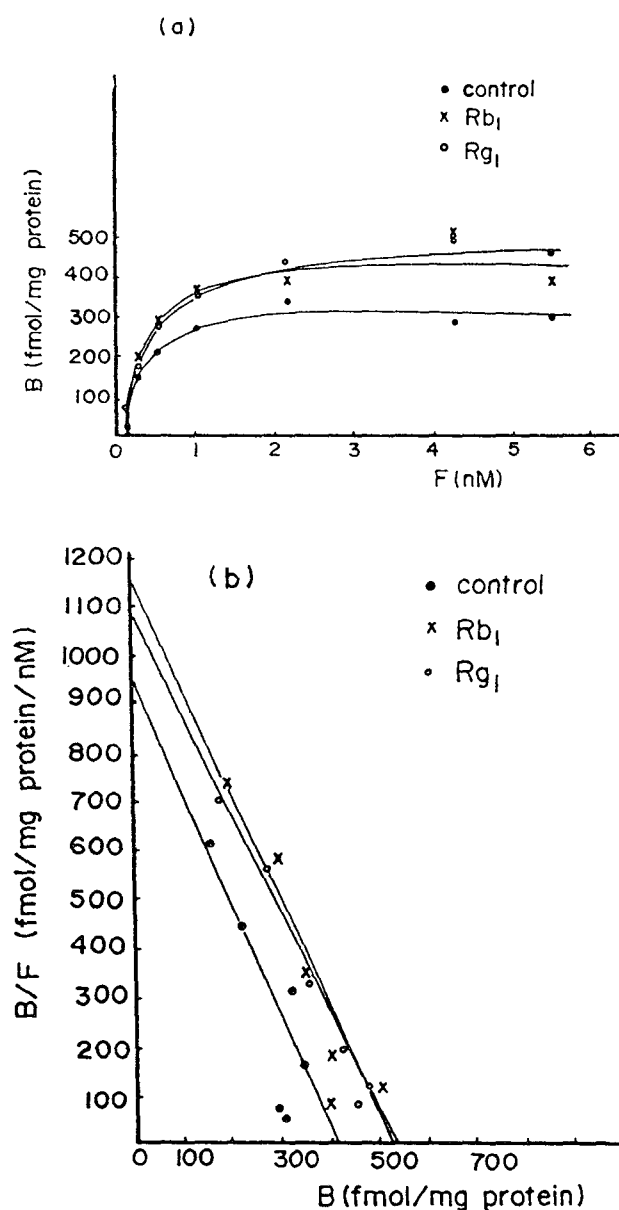 (a)
• control
x Rb1
o Rg1
B (fmol/mg protein)
500
400
300
200
100
0 1 2 3 4 5 6
F (nM)
(b)
• control
x Rb1
o Rg1
B/F (fmol/mg protein/nM)
1200
1100
1000
900
800
700
600
500
400
300
200
100
0 100 300 500 700
B (fmol/mg protein)